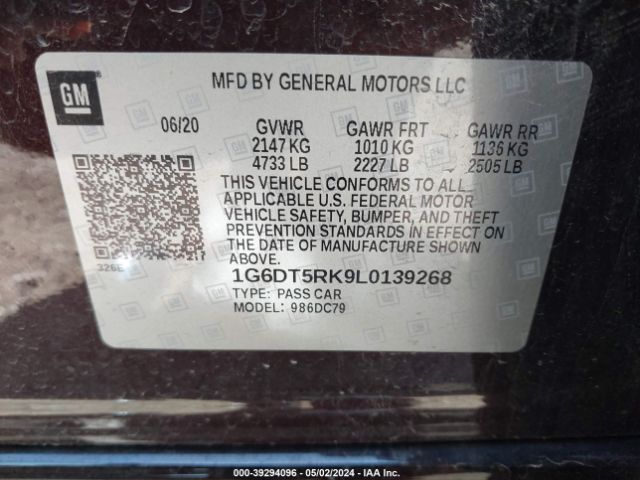 GM
MFD BY GENERAL MOTORS LLC
06/20 GVWR GAWR FRT GAWR RR
2147 KG 1010 KG 1136 KG
4733 LB 2227 LB 2505 LB
THIS VEHICLE CONFORMS TO ALL
APPLICABLE U.S. FEDERAL MOTOR
VEHICLE SAFETY, BUMPER, AND THEFT
PREVENTION STANDARDS IN EFFECT ON
THE DATE OF MANUFACTURE SHOWN
ABOVE.
326E
1G6DT5RK9L0139268
TYPE: PASS CAR
MODEL: 986DC79
000-39294096 - 05/02/2024 - IAA Inc.